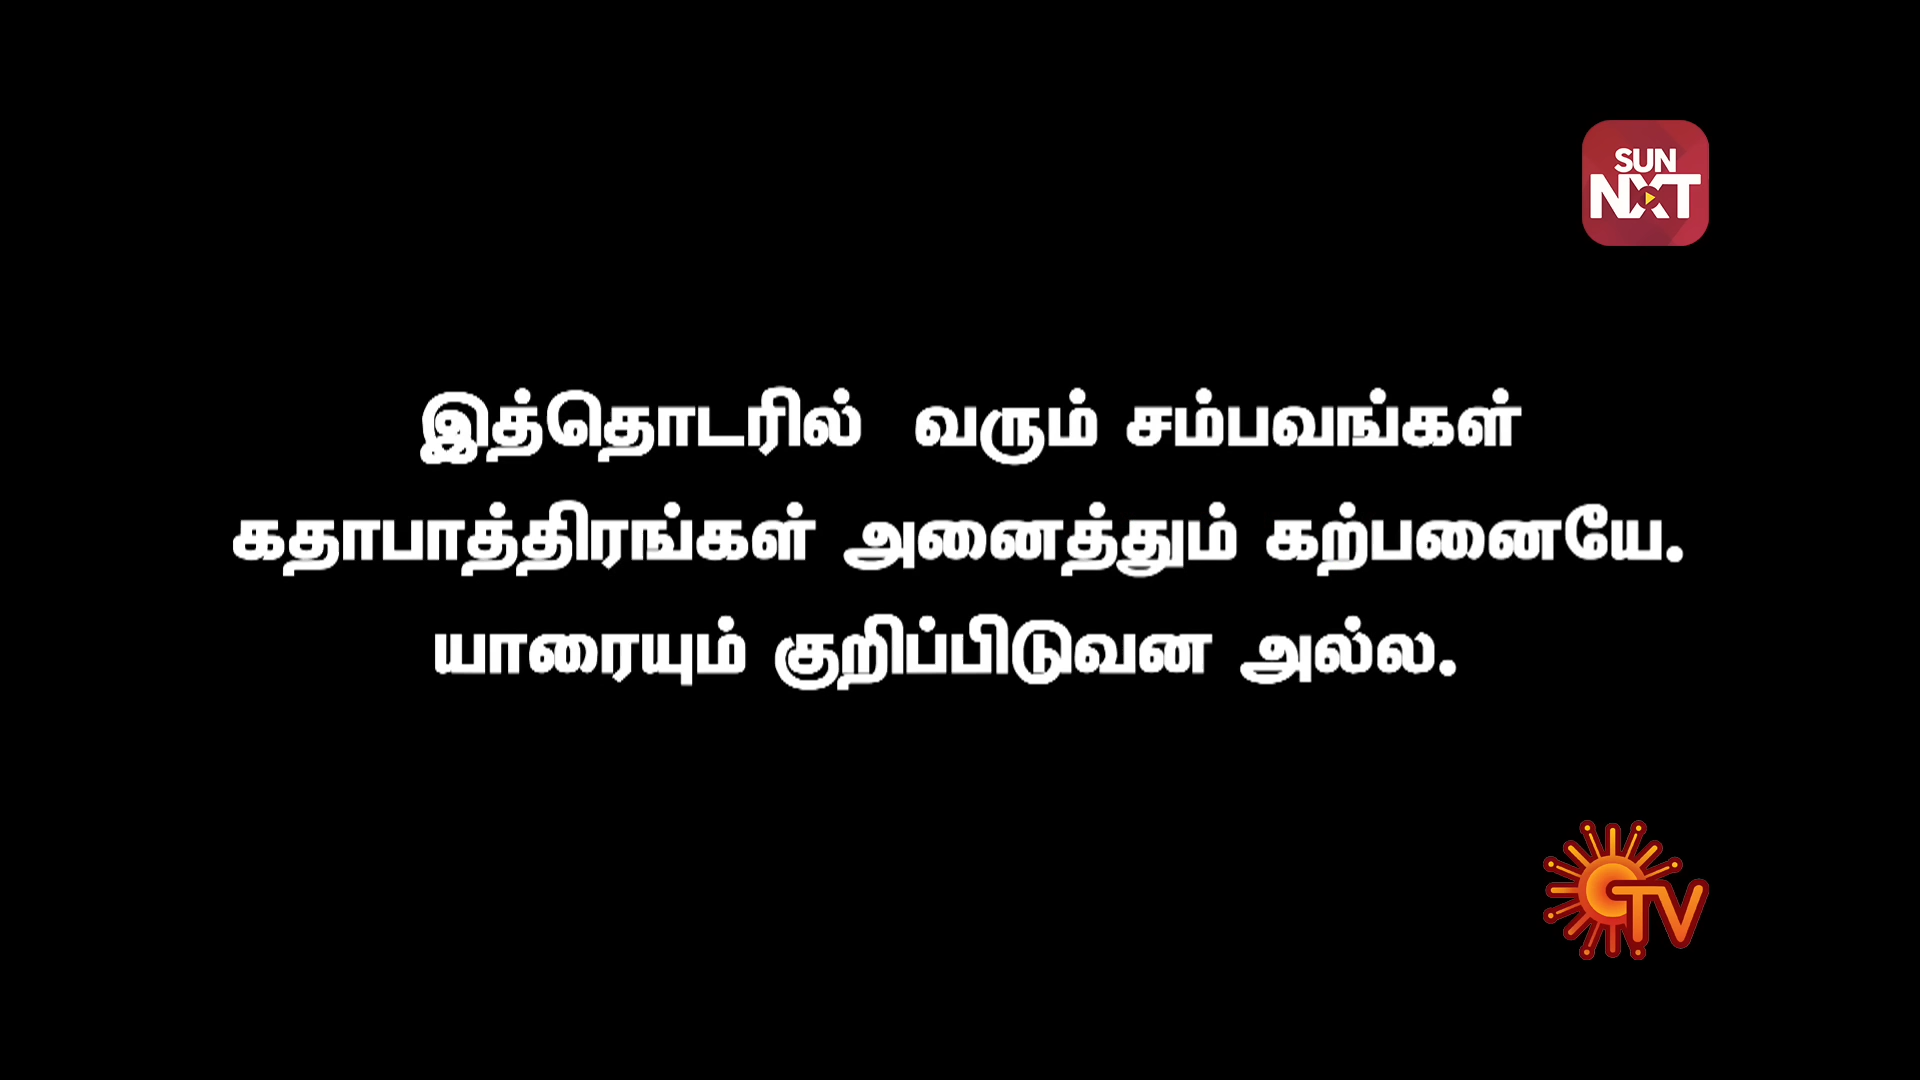 SUN
NXT
இத்தொடரில் வரும் சம்பவங்கள்
கதாபாத்திரங்கள் அனைத்தும் கற்பனையே.
யாரையும் குறிப்பிடுவன அல்ல.
TV